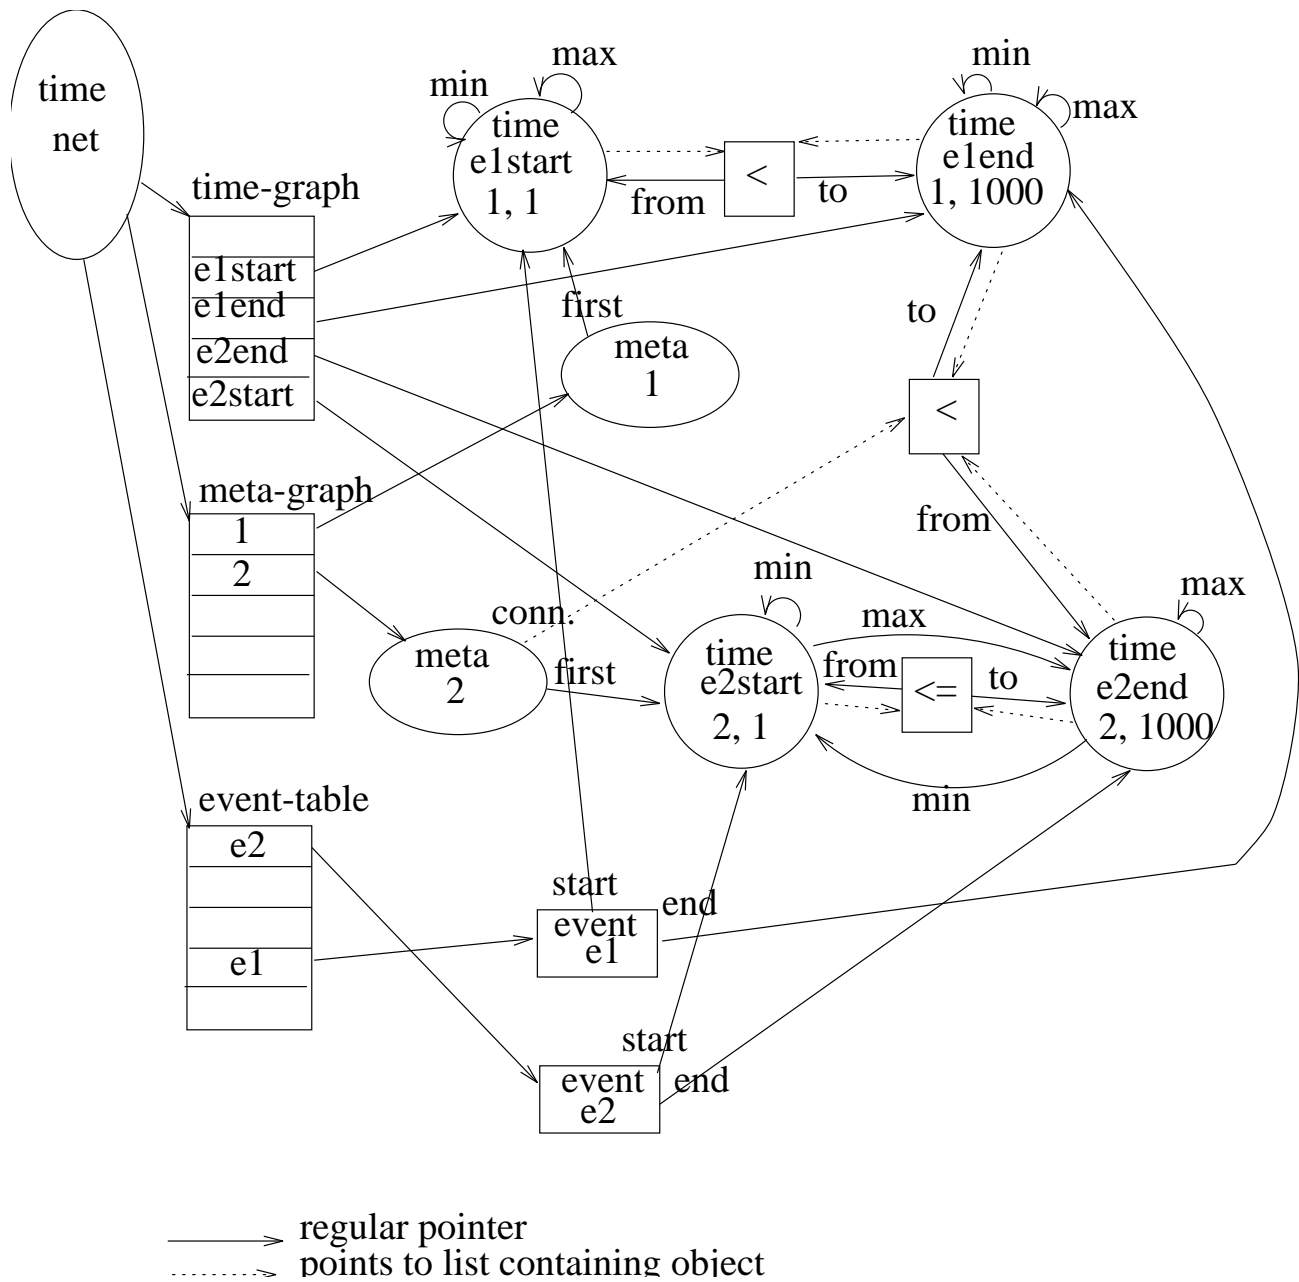 time
net
min
max
time
e1start
1, 1
<
from
to
min
max
time
e1end
1, 1000
time-graph
e1start
e1end
e2end
e2start
first
meta
1
to
<
from
meta-graph
1
2
conn.
meta
2
first
min
max
time
e2start
2, 1
from
<=
to
min
max
time
e2end
2, 1000
event-table
e2
e1
start
end
event
e1
start
end
event
e2
regular pointer
points to list containing object